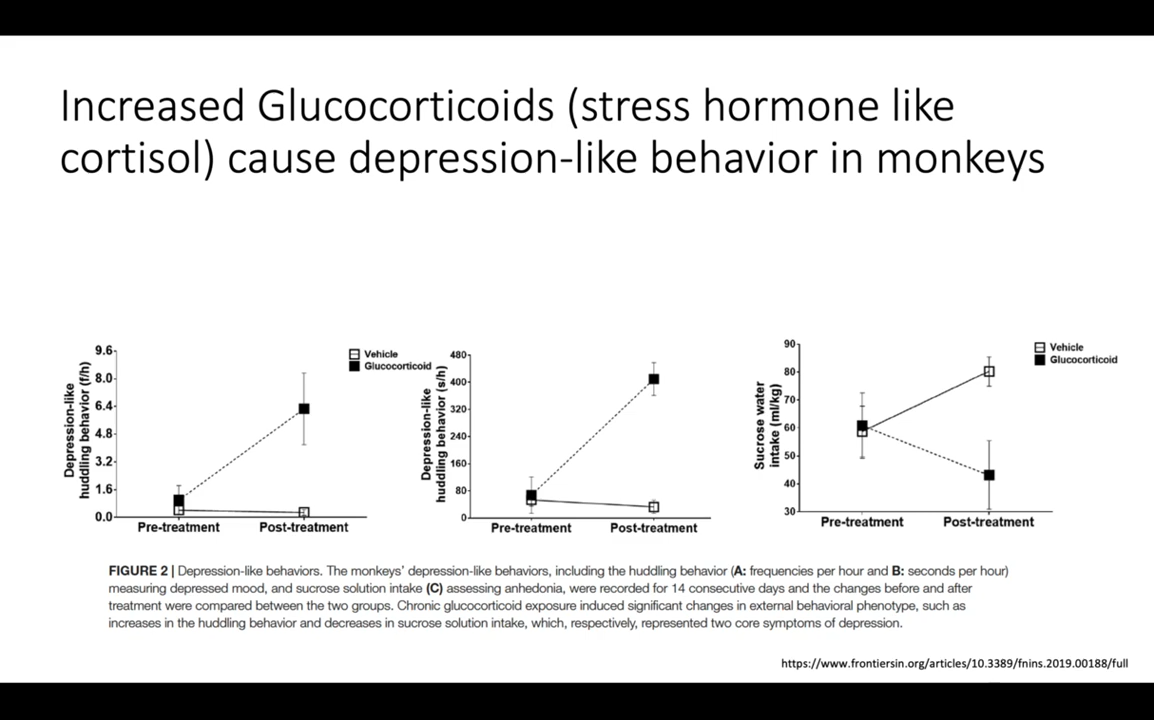 Increased Glucocorticoids (stress hormone like
cortisol) cause depression-like behavior in monkeys
Depression-like
huddling behavior (f/h)
9.6
8.0
6.4
4.8
3.2
1.6
0.0
Pre-treatment
Post-treatment
Vehicle
Glucocorticoid
Depression-like
huddling behavior (s/h)
480
400
320
240
160
80
0
Pre-treatment
Post-treatment
Sucrose water
intake (ml/kg)
90
80
70
60
50
40
30
Pre-treatment
Post-treatment
Vehicle
Glucocorticoid
FIGURE 2 | Depression-like behaviors. The monkeys' depression-like behaviors, including the huddling behavior (A: frequencies per hour and B: seconds per hour)
measuring depressed mood, and sucrose solution intake (C) assessing anhedonia, were recorded for 14 consecutive days and the changes before and after
treatment were compared between the two groups. Chronic glucocorticoid exposure induced significant changes in external behavioral phenotype, such as
increases in the huddling behavior and decreases in sucrose solution intake, which, respectively, represented two core symptoms of depression.
https://www.frontiersin.org/articles/10.3389/fnins.2019.00188/full